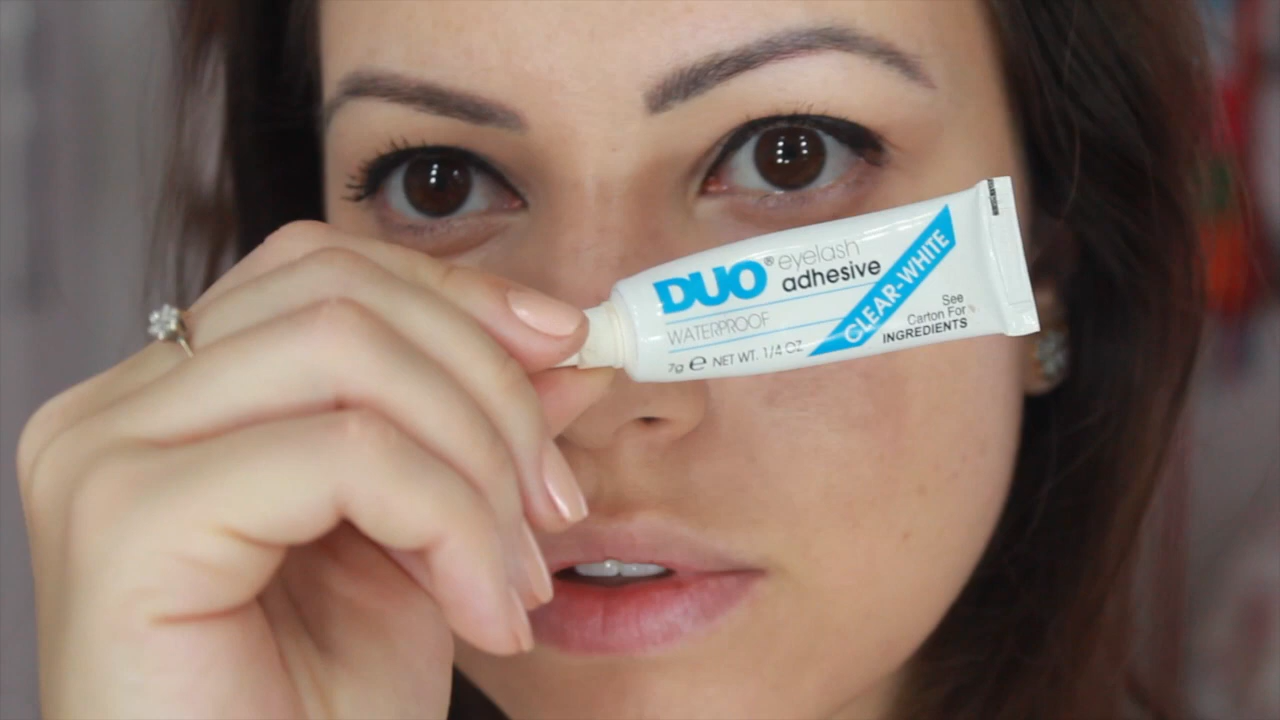 DUO® eyelash
adhesive
WATERPROOF
7g ℮ NET WT. 1/4 OZ
CLEAR-WHITE
See
Carton For
INGREDIENTS